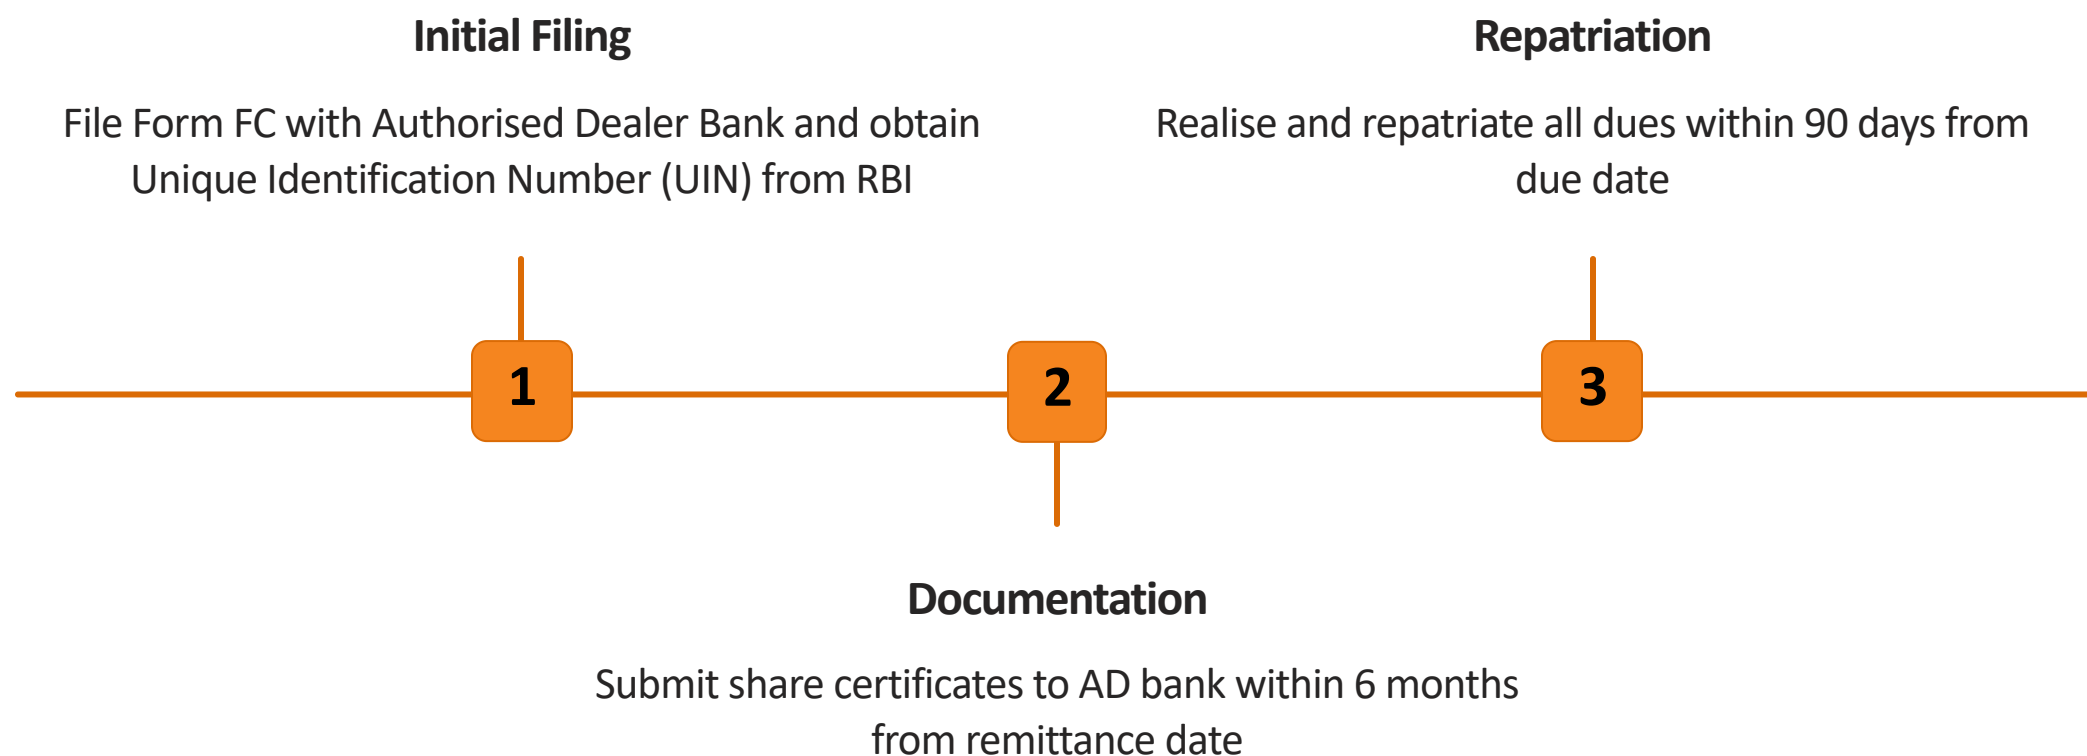 Initial Filing
File Form FC with Authorised Dealer Bank and obtain
Unique Identification Number (UIN) from RBI
Repatriation
Realise and repatriate all dues within 90 days from
due date
1
2
3
Documentation
Submit share certificates to AD bank within 6 months
from remittance date